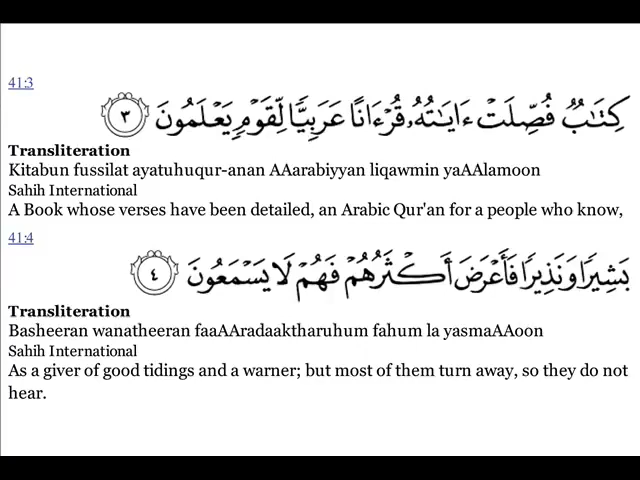 41:3
كِتَٰبٌ فُصِّلَتْ ءَايَٰتُهُۥ قُرْءَانًا عَرَبِيًّا لِّقَوْمٍ يَعْلَمُونَ ٣
Transliteration
Kitabun fussilat ayatuhuqur-anan AAarabiyyan liqawmin yaAAlamoon
Sahih International
A Book whose verses have been detailed, an Arabic Qur'an for a people who know,
41:4
بَشِيرًا وَنَذِيرًا فَأَعْرَضَ أَكْثَرُهُمْ فَهُمْ لَا يَسْمَعُونَ ٤
Transliteration
Basheeran wanatheeran faaAAradaaktharuhum fahum la yasmaAAoon
Sahih International
As a giver of good tidings and a warner; but most of them turn away, so they do not
hear.